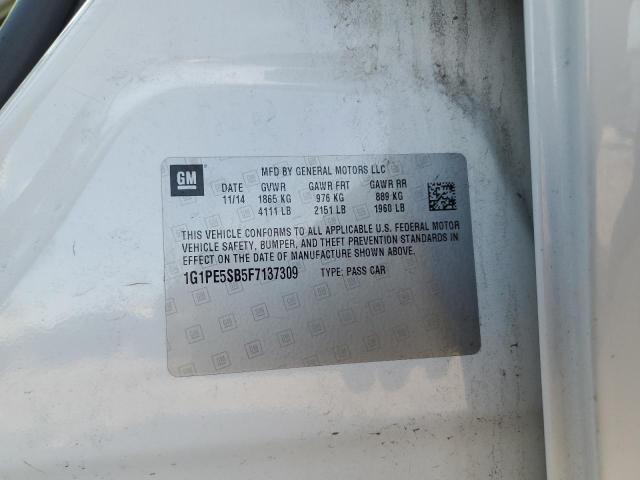 GM
MFD BY GENERAL MOTORS LLC
DATE GVWR GAWR FRT GAWR RR
11/14 1865 KG 976 KG 889 KG
4111 LB 2151 LB 1960 LB
THIS VEHICLE CONFORMS TO ALL APPLICABLE U.S. FEDERAL MOTOR
VEHICLE SAFETY, BUMPER, AND THEFT PREVENTION STANDARDS IN
EFFECT ON THE DATE OF MANUFACTURE SHOWN ABOVE.
1G1PE5SB5F7137309 TYPE: PASS CAR